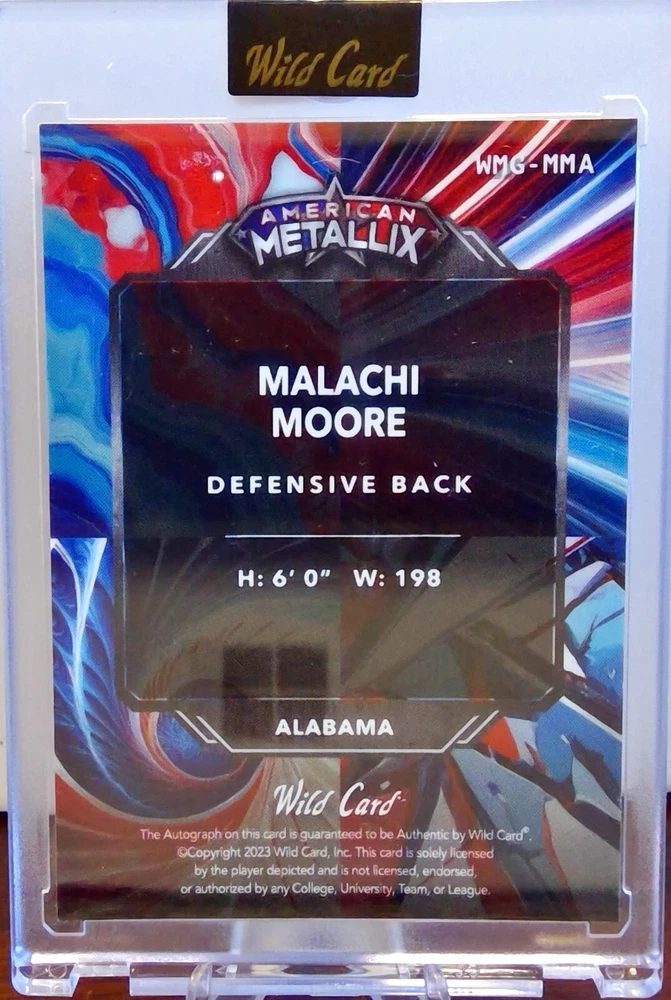 Wild Card
WMG-MMA
AMERICAN
METALLIX
MALACHI
MOORE
DEFENSIVE BACK
H: 6' 0" W: 198
ALABAMA
Wild Card
The Autograph on this card is guaranteed to be Authentic by Wild Card®.
©Copyright 2023 Wild Card, Inc. This card is solely licensed
by the player depicted and is not licensed, endorsed,
or authorized by any College, University, Team, or League.